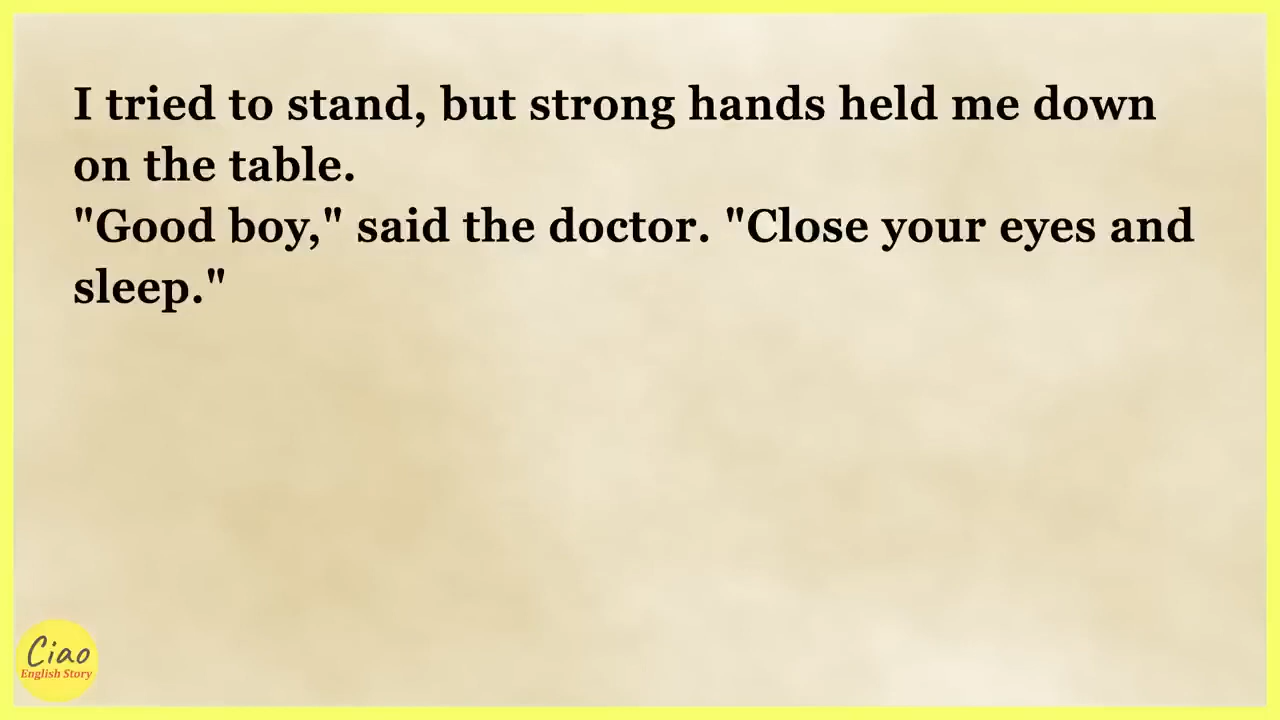 I tried to stand, but strong hands held me down
on the table.
"Good boy," said the doctor. "Close your eyes and
sleep."
Ciao
English Story